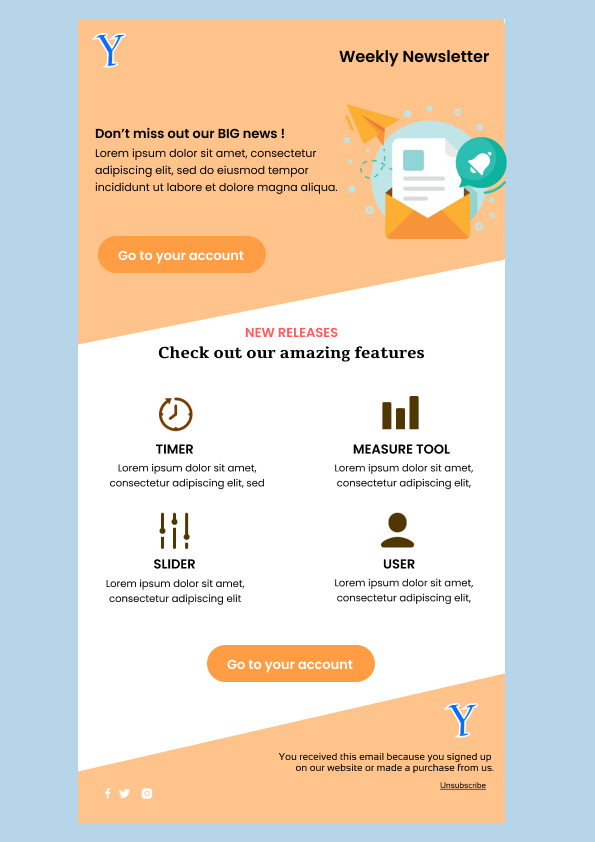 Y
Weekly Newsletter
Don't miss out our BIG news !
Lorem ipsum dolor sit amet, consectetur
adipiscing elit, sed do eiusmod tempor
incididunt ut labore et dolore magna aliqua.
Go to your account
NEW RELEASES
Check out our amazing features
TIMER
Lorem ipsum dolor sit amet,
consectetur adipiscing elit, sed
MEASURE TOOL
Lorem ipsum dolor sit amet,
consectetur adipiscing elit,
SLIDER
Lorem ipsum dolor sit amet,
consectetur adipiscing elit
USER
Lorem ipsum dolor sit amet,
consectetur adipiscing elit,
Go to your account
Y
You received this email because you signed up
on our website or made a purchase from us.
Unsubscribe